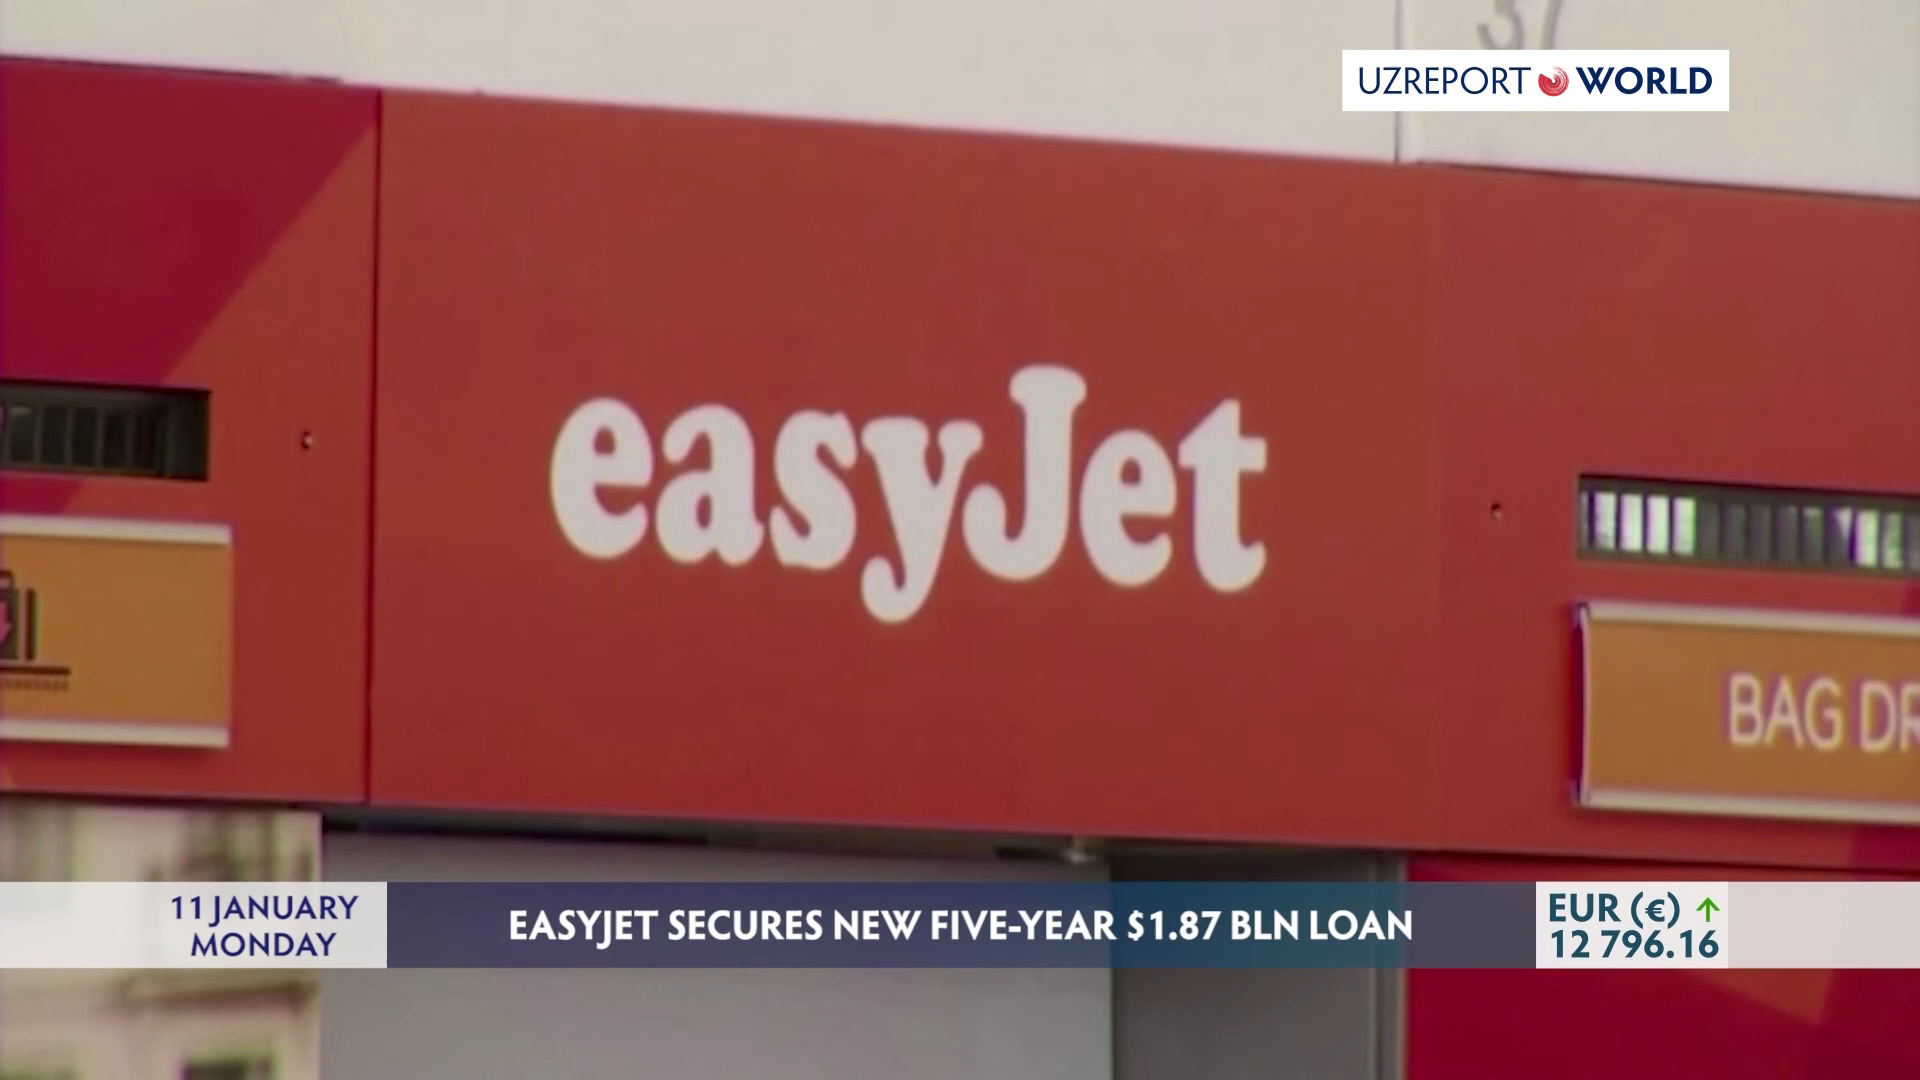 37
UZREPORT WORLD
easyJet
BAG DR
11 JANUARY
MONDAY
EASYJET SECURES NEW FIVE-YEAR $1.87 BLN LOAN
EUR (€) ↑
12 796.16